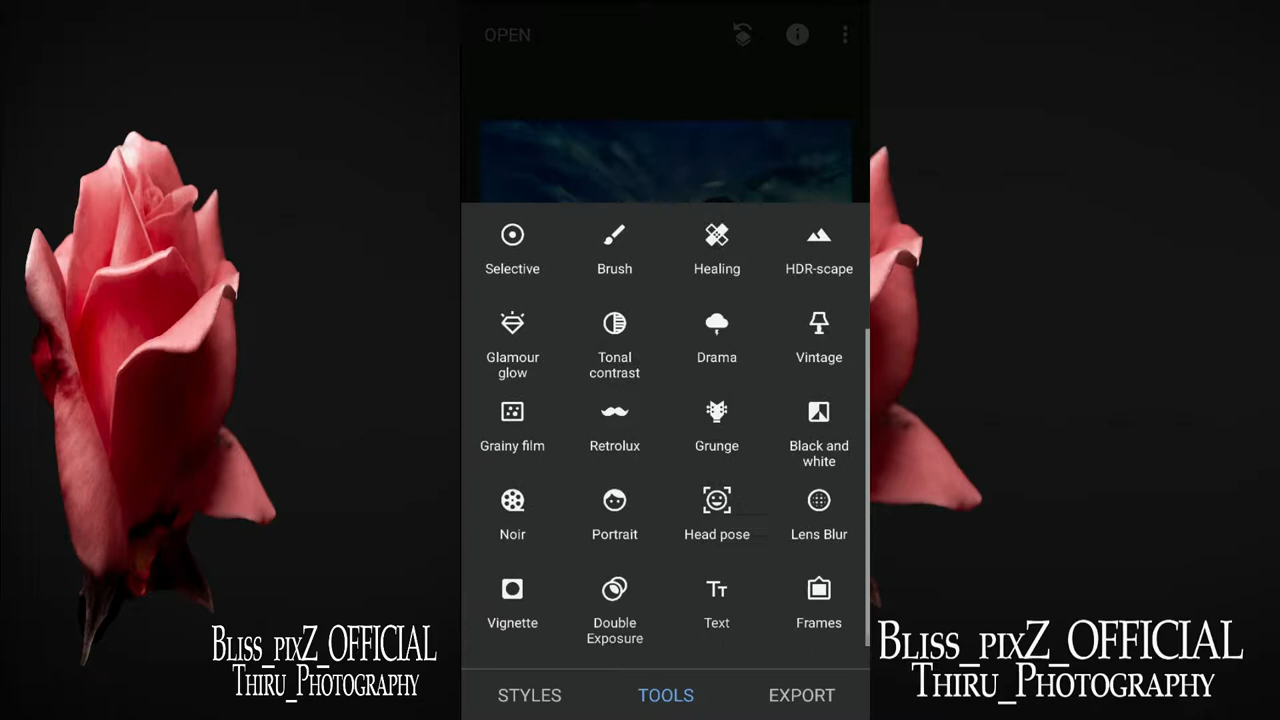 OPEN
Selective
Brush
Healing
HDR-scape
Glamour
glow
Tonal
contrast
Drama
Vintage
Grainy film
Retrolux
Grunge
Black and
white
Noir
Portrait
Head pose
Lens Blur
Vignette
Double
Exposure
Text
Frames
STYLES
TOOLS
EXPORT
Bliss_pixZ_OFFICIAL
Thiru_Photography
Bliss_pixZ_OFFICIAL
Thiru_Photography